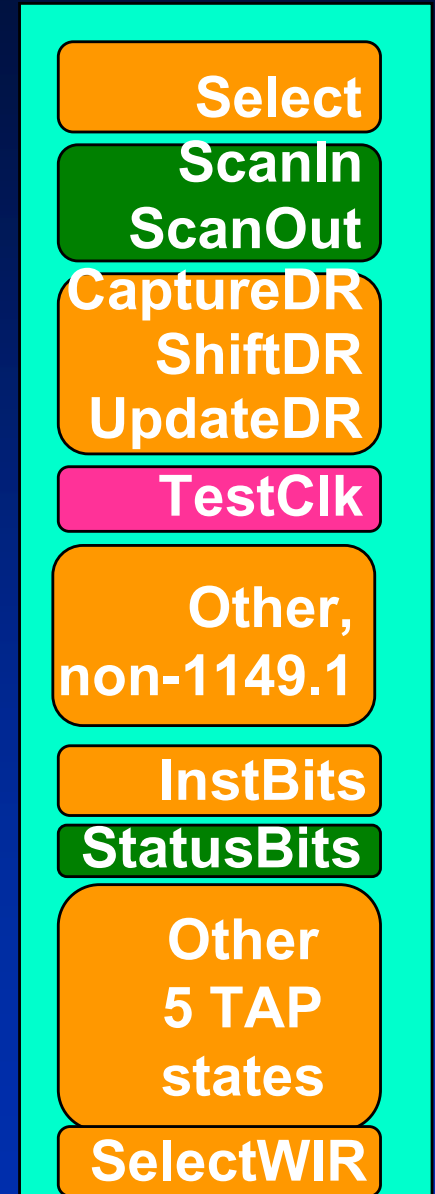 Select
ScanIn
ScanOut
CaptureDR
ShiftDR
UpdateDR
TestClk
Other,
non-1149.1
InstBits
StatusBits
Other
5 TAP
states
SelectWIR